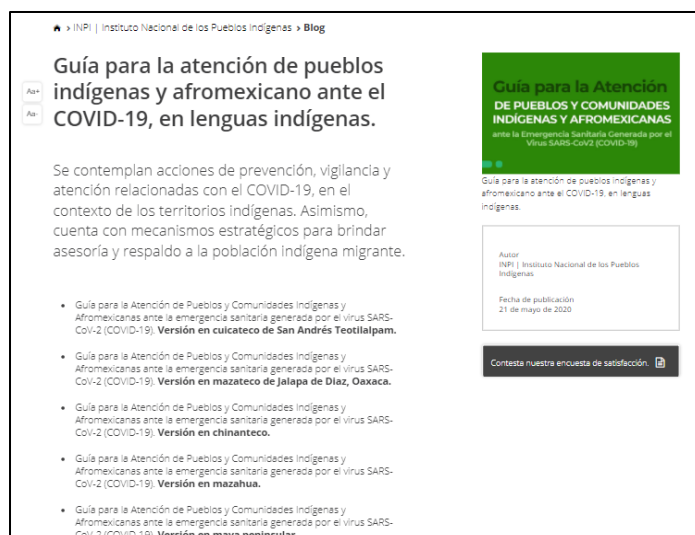 > INPI | Instituto Nacional de los Pueblos Indígenas > Blog
Guía para la atención de pueblos
indígenas y afromexicano ante el
COVID-19, en lenguas indígenas.
Aa+
Aa-
Se contemplan acciones de prevención, vigilancia y
atención relacionadas con el COVID-19, en el
contexto de los territorios indígenas. Asimismo,
cuenta con mecanismos estratégicos para brindar
asesoría y respaldo a la población indígena migrante.
• Guía para la Atención de Pueblos y Comunidades Indígenas y
Afromexicanas ante la emergencia sanitaria generada por el virus SARS-
CoV-2 (COVID-19). Versión en cuicateco de San Andrés Teotilalpam.
• Guía para la Atención de Pueblos y Comunidades Indígenas y
Afromexicanas ante la emergencia sanitaria generada por el virus SARS-
CoV-2 (COVID-19). Versión en mazateco de Jalapa de Diaz, Oaxaca.
• Guía para la Atención de Pueblos y Comunidades Indígenas y
Afromexicanas ante la emergencia sanitaria generada por el virus SARS-
CoV-2 (COVID-19). Versión en chinanteco.
• Guía para la Atención de Pueblos y Comunidades Indígenas y
Afromexicanas ante la emergencia sanitaria generada por el virus SARS-
CoV-2 (COVID-19). Versión en mazahua.
• Guía para la Atención de Pueblos y Comunidades Indígenas y
Afromexicanas ante la emergencia sanitaria generada por el virus SARS-
CoV-2 (COVID-19). Versión en maya peninsular.
Guía para la Atención
DE PUEBLOS Y COMUNIDADES
INDÍGENAS Y AFROMEXICANAS
ante la Emergencia Sanitaria Generada por el
Virus SARS-CoV2 (COVID-19)
Guía para la atención de pueblos indígenas y
afromexicano ante el COVID-19, en lenguas
indígenas.
Autor
INPI | Instituto Nacional de los Pueblos
Indígenas
Fecha de publicación
21 de mayo de 2020
Contesta nuestra encuesta de satisfacción.